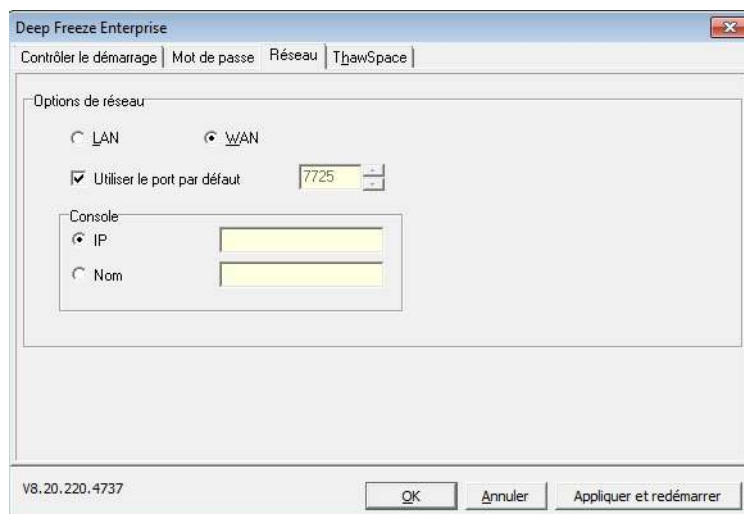 Deep Freeze Enterprise
Contrôler le démarrage Mot de passe Réseau ThawSpace
Options de réseau
LAN WAN
Utiliser le port par défaut 7725
Console
IP
Nom
V8.20.220.4737 OK Annuler Appliquer et redémarrer